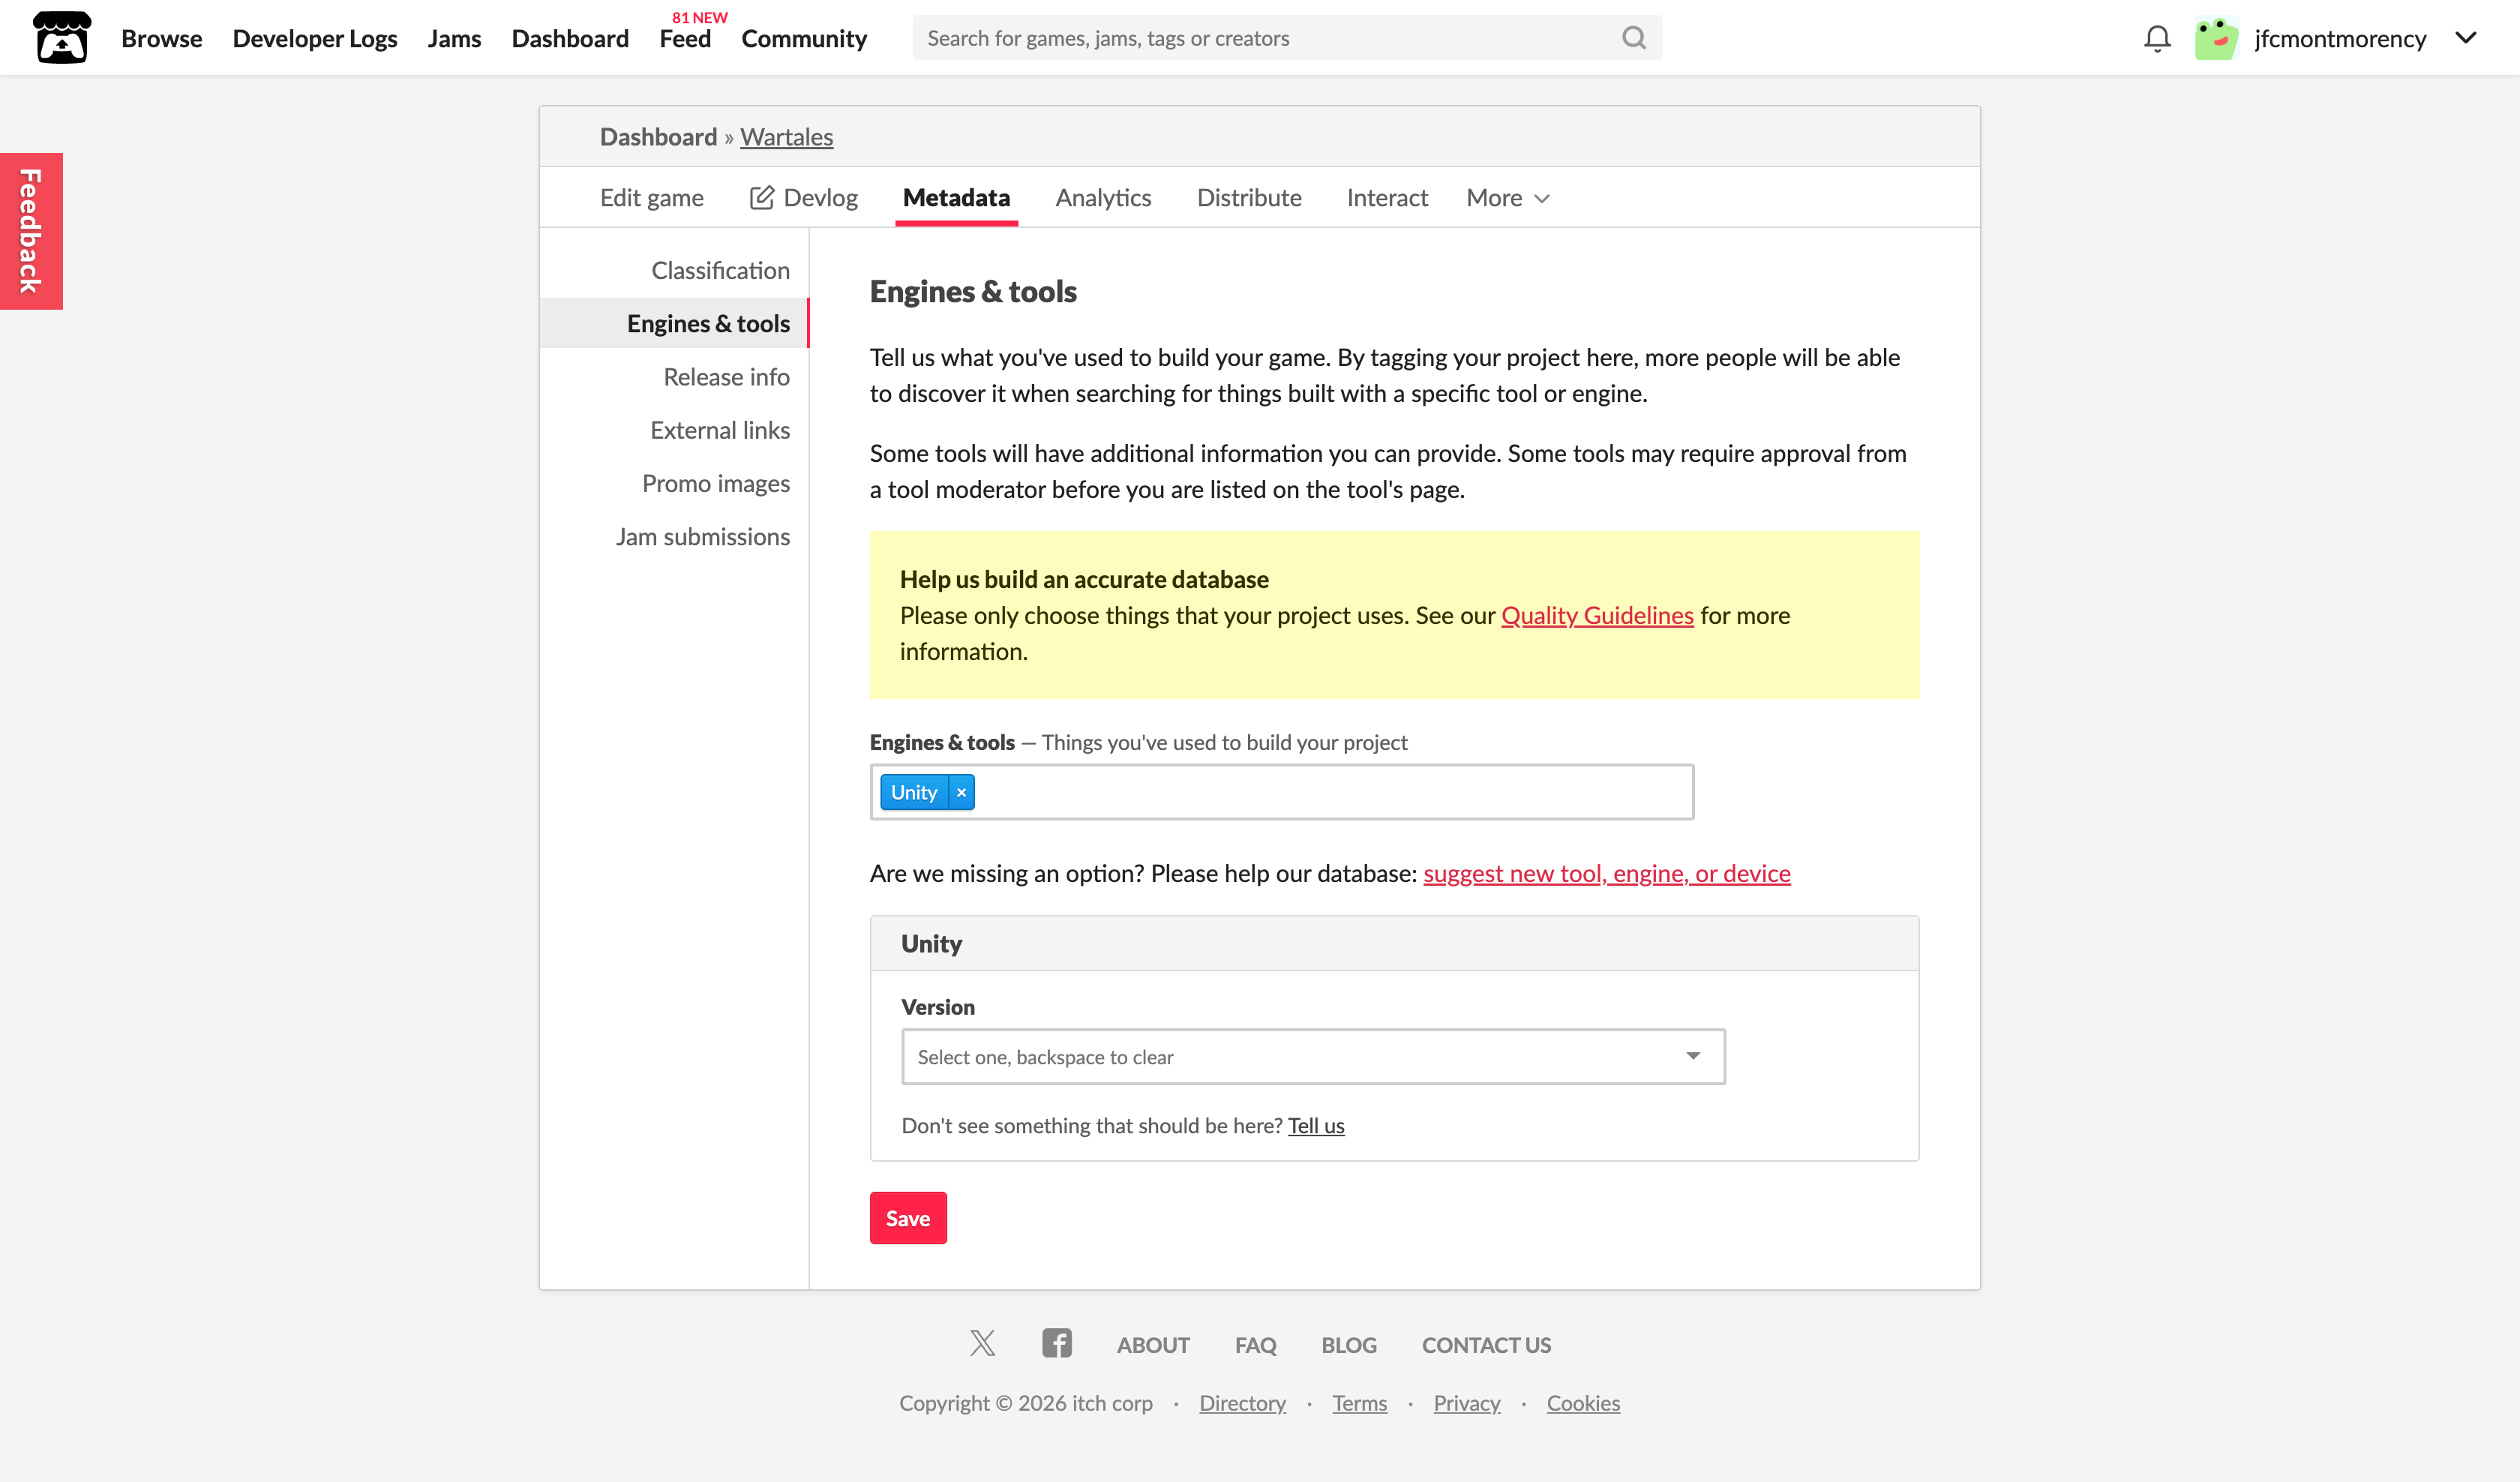 Browse Developer Logs Jams Dashboard Feed 81 NEW Community Search for games, jams, tags or creators jfcmontmorency
Feedback
Dashboard » Wartales
Edit game Devlog Metadata Analytics Distribute Interact More
Classification
Engines & tools
Release info
External links
Promo images
Jam submissions
Engines & tools
Tell us what you've used to build your game. By tagging your project here, more people will be able
to discover it when searching for things built with a specific tool or engine.
Some tools will have additional information you can provide. Some tools may require approval from
a tool moderator before you are listed on the tool's page.
Help us build an accurate database
Please only choose things that your project uses. See our Quality Guidelines for more
information.
Engines & tools — Things you've used to build your project
Unity ×
Are we missing an option? Please help our database: suggest new tool, engine, or device
Unity
Version
Select one, backspace to clear
Don't see something that should be here? Tell us
Save
ABOUT FAQ BLOG CONTACT US
Copyright © 2026 itch corp · Directory · Terms · Privacy · Cookies